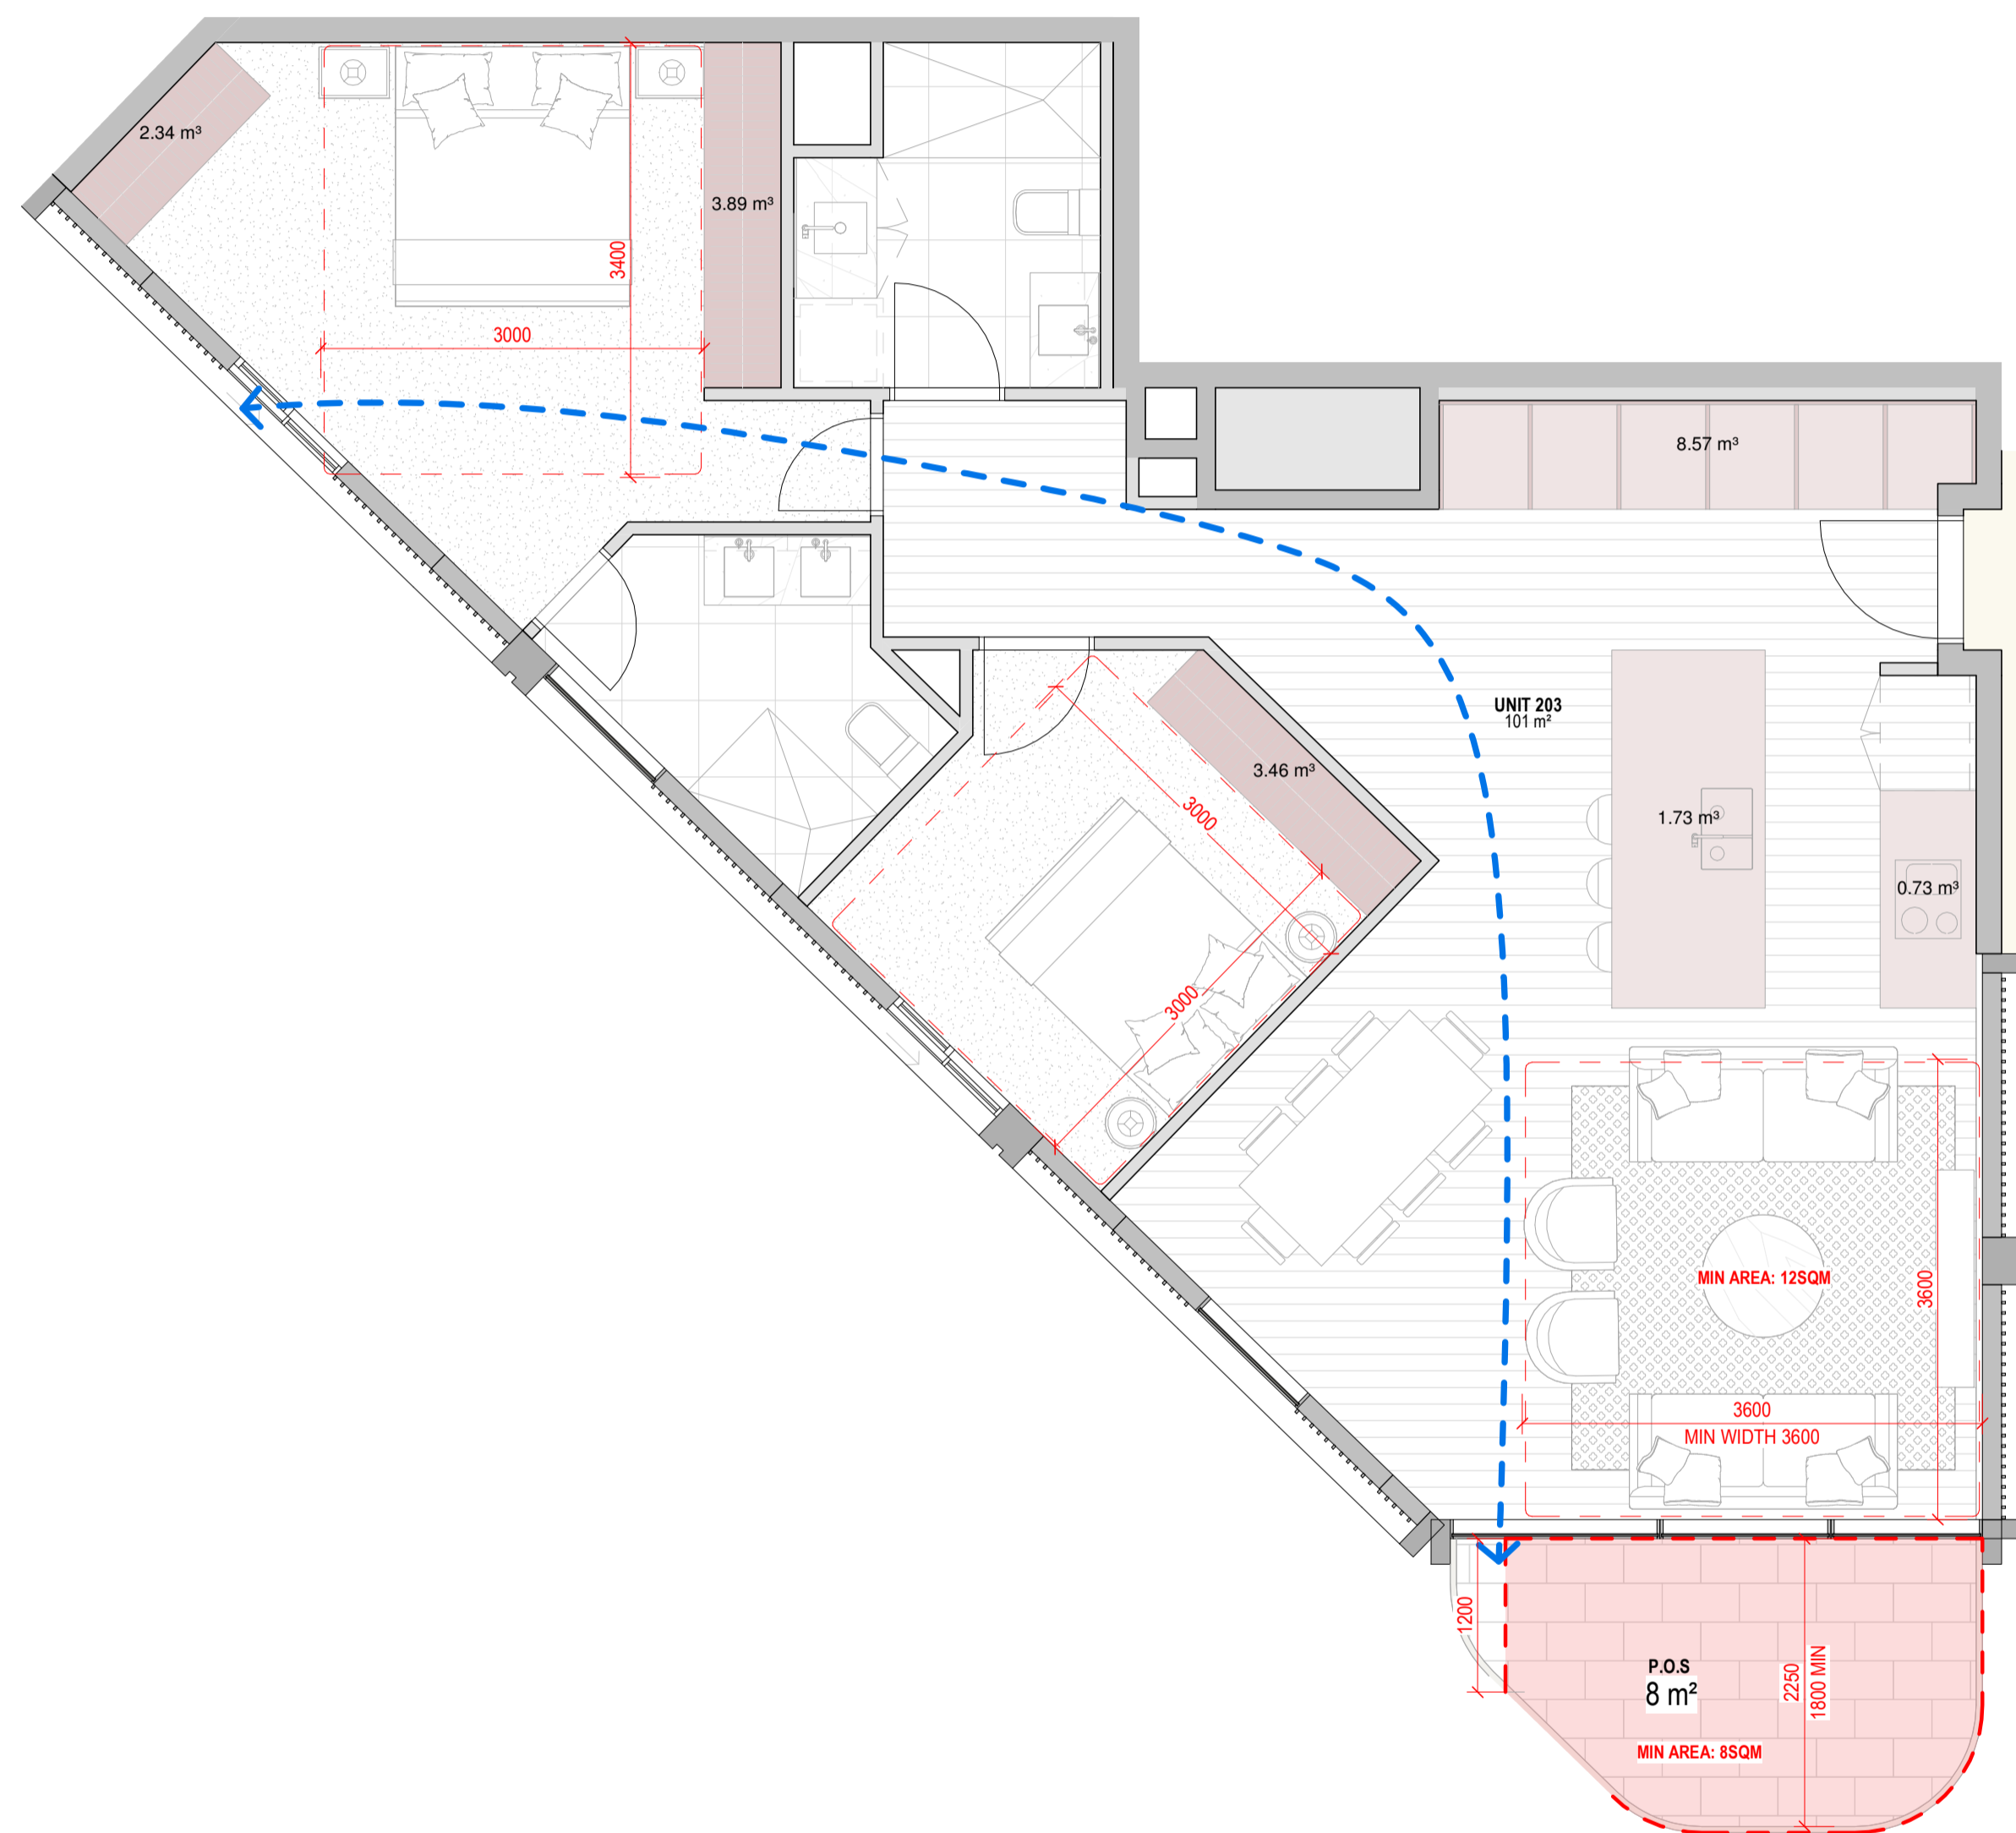 2.34 m³
3.89 m³
3400
3000
8.57 m³
UNIT 203
101 m²
3.46 m³
3000
1.73 m³
0.73 m³
3000
MIN AREA: 12SQM
3600
3600
MIN WIDTH 3600
1200
P.O.S
8 m²
2250
1800 MIN
MIN AREA: 8SQM